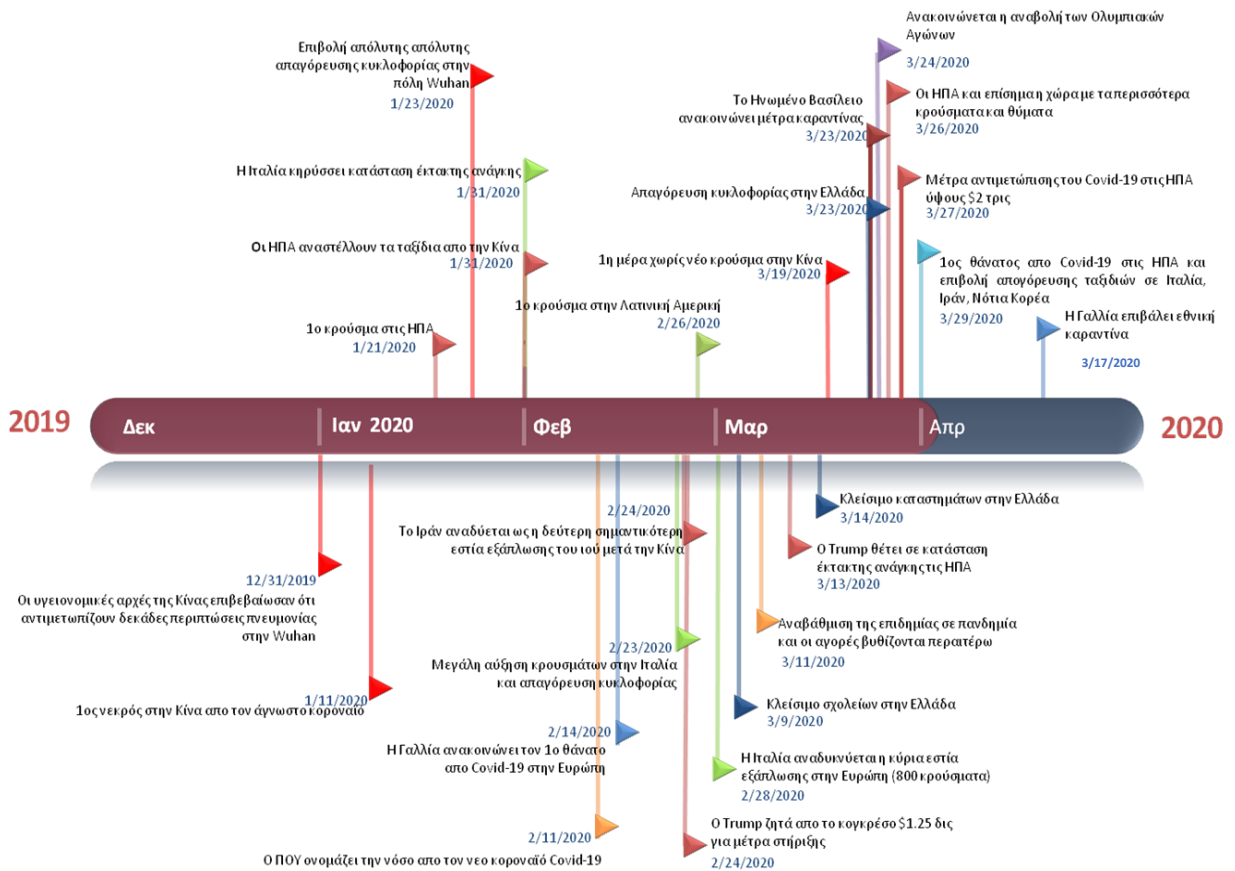 Ανακοινώνεται η αναβολή των Ολυμπιακών
Αγώνων
3/24/2020
Επιβολή απόλυτης απόλυτης
απαγόρευσης κυκλοφορίας στην
πόλη Wuhan
1/23/2020
Οι ΗΠΑ και επίσημα η χώρα με τα περισσότερα
κρούσματα και θύματα
3/26/2020
Το Ηνωμένο Βασίλειο
ανακοινώνει μέτρα καραντίνας
3/23/2020
Η Ιταλία κηρύσσει κατάσταση έκτακτης ανάγκης
1/31/2020
Απαγόρευση κυκλοφορίας στην Ελλάδα
3/23/2020
Μέτρα αντιμετώπισης του Covid-19 στις ΗΠΑ
ύψους $2 τρις
3/27/2020
Οι ΗΠΑ αναστέλλουν τα ταξίδια απο την Κίνα
1/31/2020
1η μέρα χωρίς νέο κρούσμα στην Κίνα
3/19/2020
1ος θάνατος απο Covid-19 στις ΗΠΑ και
επιβολή απογόρευσης ταξιδιών σε Ιταλία,
Ιράν, Νότια Κορέα
3/29/2020
1ο κρούσμα στην Λατινική Αμερική
2/26/2020
1ο κρούσμα στις ΗΠΑ
1/21/2020
Η Γαλλία επιβάλει εθνική
καραντίνα
3/17/2020
2019
Δεκ
Ιαν 2020
Φεβ
Μαρ
Απρ
2020
Κλείσιμο καταστημάτων στην Ελλάδα
3/14/2020
2/24/2020
Το Ιράν αναδύεται ως η δεύτερη σημαντικότερη
εστία εξάπλωσης του ιού μετά την Κίνα
Ο Trump θέτει σε κατάσταση
έκτακτης ανάγκης τις ΗΠΑ
3/13/2020
12/31/2019
Οι υγειονομικές αρχές της Κίνας επιβεβαίωσαν ότι
αντιμετωπίζουν δεκάδες περιπτώσεις πνευμονίας
στην Wuhan
Αναβάθμιση της επιδημίας σε πανδημία
και οι αγορές βυθίζονται περαιτέρω
3/11/2020
2/23/2020
Μεγάλη αύξηση κρουσμάτων στην Ιταλία
και απαγόρευση κυκλοφορίας
1/11/2020
1ος νεκρός στην Κίνα απο τον άγνωστο κοροναϊό
Κλείσιμο σχολείων στην Ελλάδα
3/9/2020
2/14/2020
Η Γαλλία ανακοινώνει τον 1ο θάνατο
απο Covid-19 στην Ευρώπη
Η Ιταλία αναδυκνύεται η κύρια εστία
εξάπλωσης στην Ευρώπη (800 κρούσματα)
2/28/2020
Ο Trump ζητά απο το κογκρέσο $1.25 δις
για μέτρα στήριξης
2/24/2020
2/11/2020
Ο ΠΟΥ ονομάζει την νόσο απο τον νεο κοροναϊό Covid-19